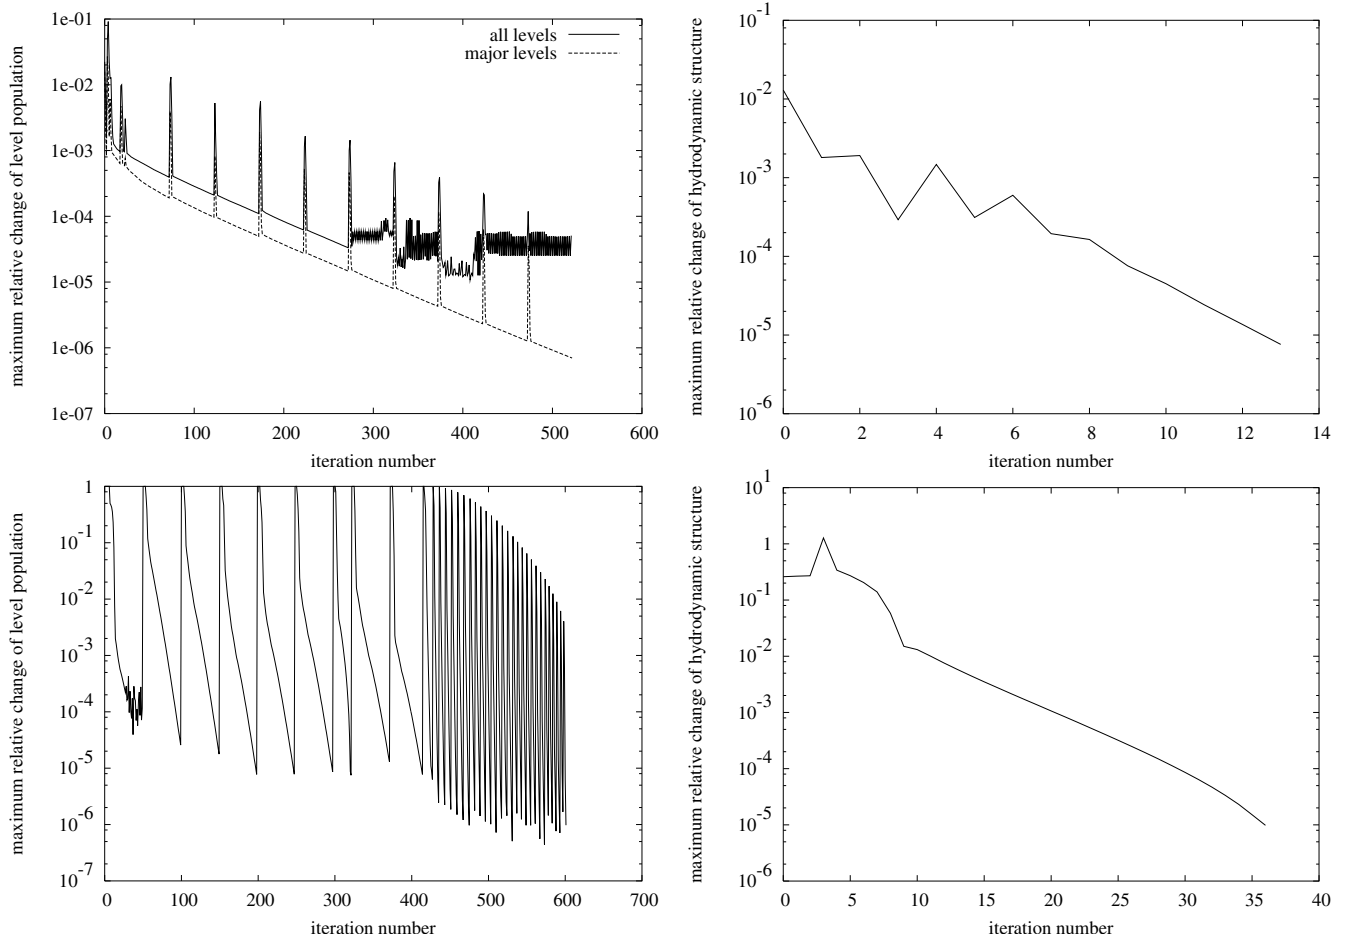 maximum relative change of level population
1e-01
1e-02
1e-03
1e-04
1e-05
1e-06
1e-07
all levels
major levels
0 100 200 300 400 500 600
iteration number
maximum relative change of hydrodynamic structure
10^-1
10^-2
10^-3
10^-4
10^-5
10^-6
0 2 4 6 8 10 12 14
iteration number
maximum relative change of level population
1
10^-1
10^-2
10^-3
10^-4
10^-5
10^-6
10^-7
0 100 200 300 400 500 600 700
iteration number
maximum relative change of hydrodynamic structure
10^1
1
10^-1
10^-2
10^-3
10^-4
10^-5
10^-6
0 5 10 15 20 25 30 35 40
iteration number